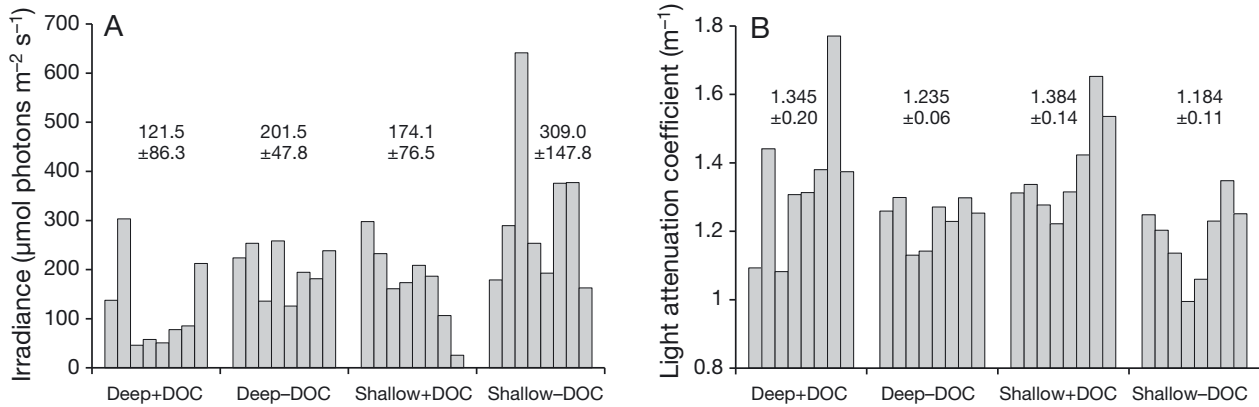 A
Irradiance (µmol photons m–2 s–1)
700
600
500
400
300
200
100
0
121.5
±86.3
201.5
±47.8
174.1
±76.5
309.0
±147.8
Deep+DOC
Deep–DOC
Shallow+DOC
Shallow–DOC
B
Light attenuation coefficient (m–1)
1.8
1.6
1.4
1.2
1
0.8
1.345
±0.20
1.235
±0.06
1.384
±0.14
1.184
±0.11
Deep+DOC
Deep–DOC
Shallow+DOC
Shallow–DOC